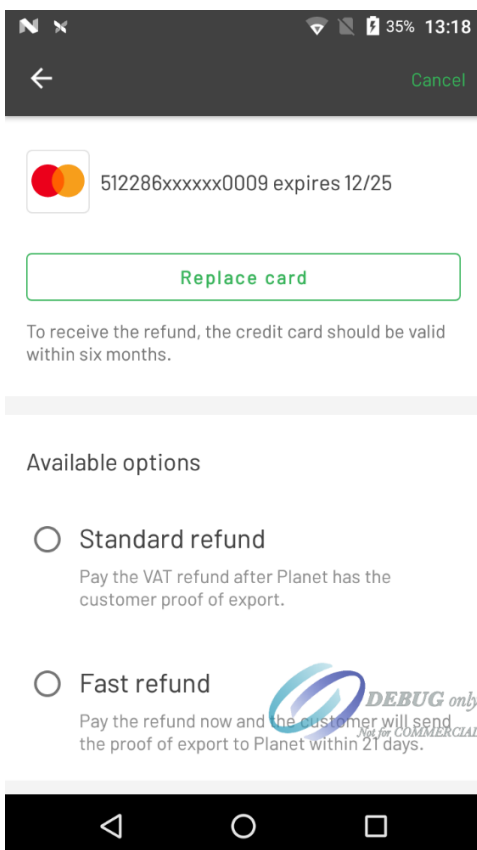 35% 13:18
Cancel
512286xxxxxx0009 expires 12/25
Replace card
To receive the refund, the credit card should be valid
within six months.
Available options
Standard refund
Pay the VAT refund after Planet has the
customer proof of export.
Fast refund
DEBUG only
Pay the refund now and the customer will send
Not for COMMERCIAL
the proof of export to Planet within 21 days.